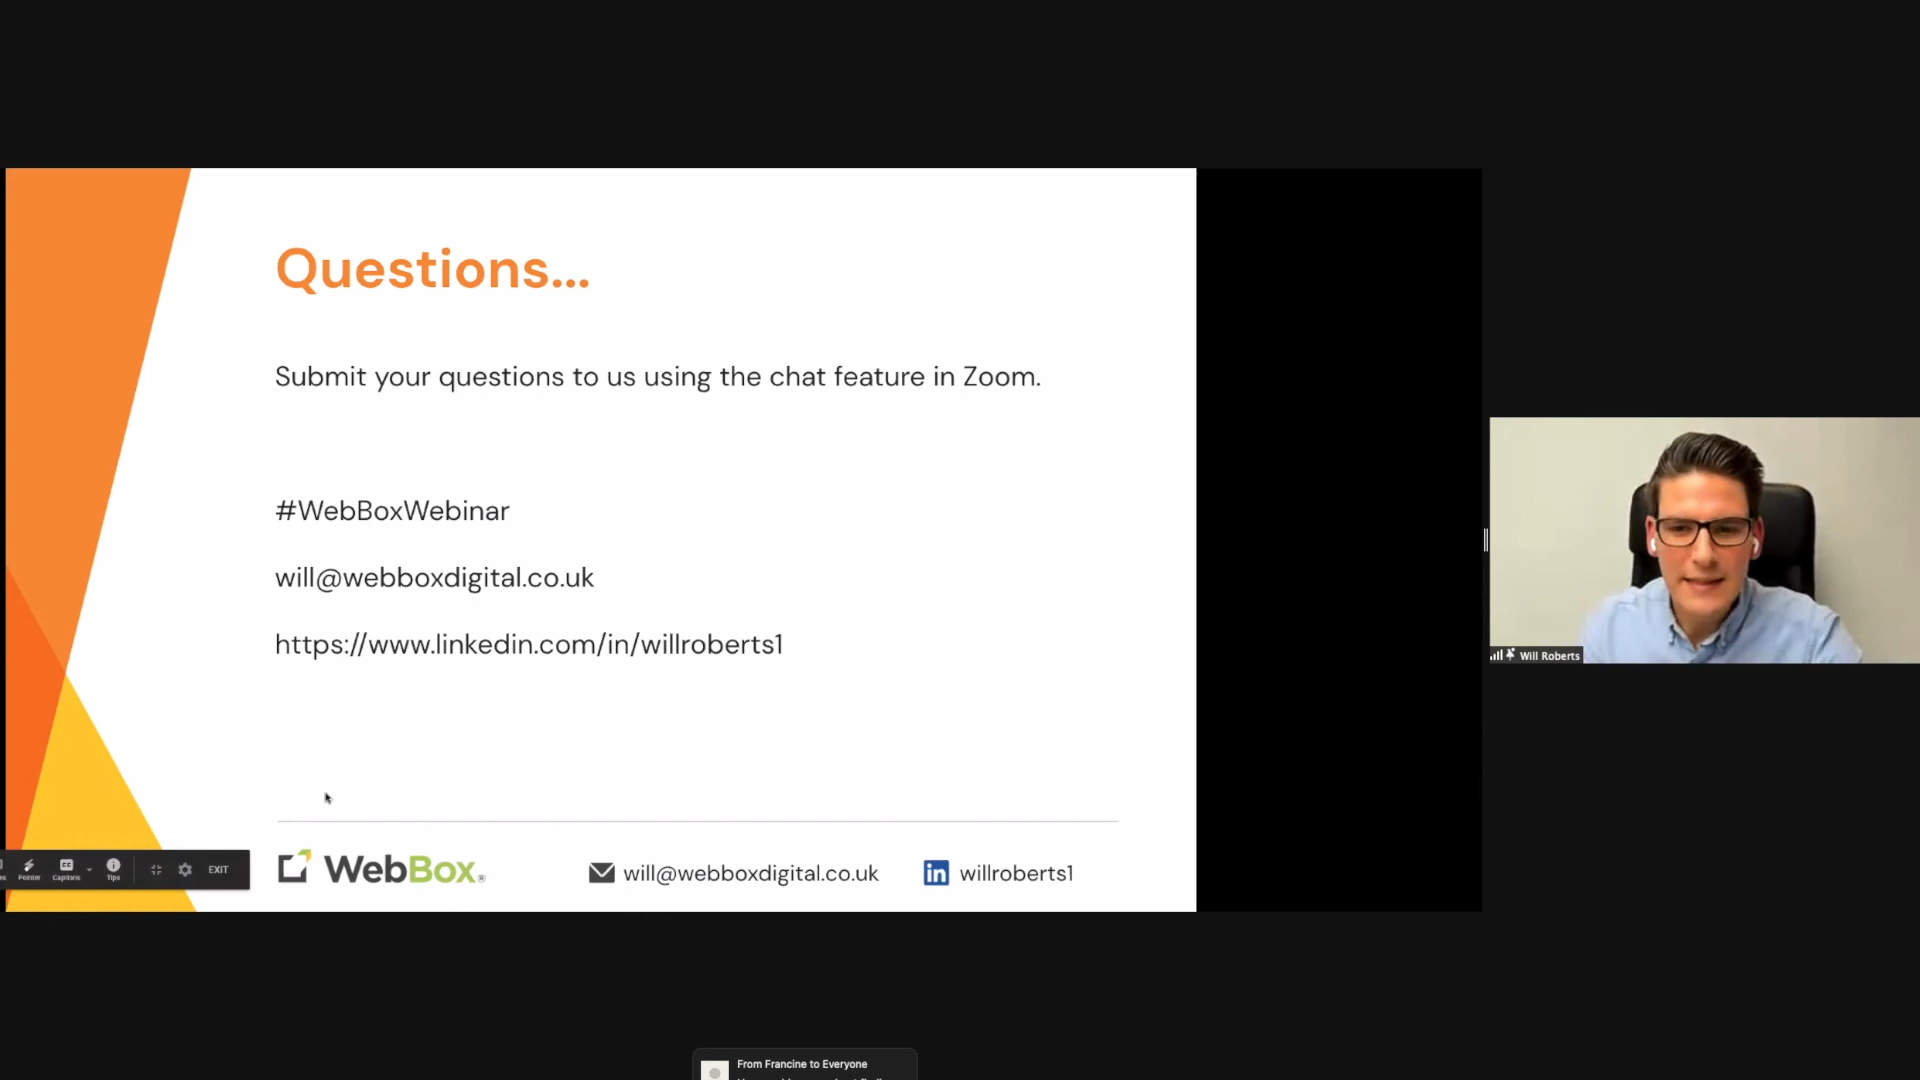 Questions...
Submit your questions to us using the chat feature in Zoom.
#WebBoxWebinar
will@webboxdigital.co.uk
https://www.linkedin.com/in/willroberts1
Pointer
Captions
Tips
EXIT
WebBox®
will@webboxdigital.co.uk
in willroberts1
Will Roberts
From Francine to Everyone